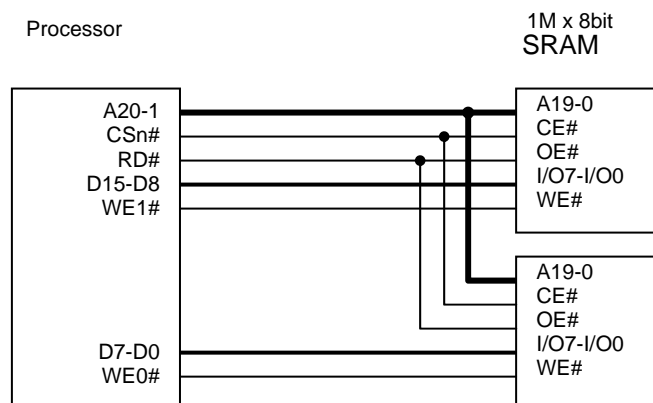 Processor
1M x 8bit
SRAM
A20-1
CSn#
RD#
D15-D8
WE1#
D7-D0
WE0#
A19-0
CE#
OE#
I/O7-I/O0
WE#
A19-0
CE#
OE#
I/O7-I/O0
WE#